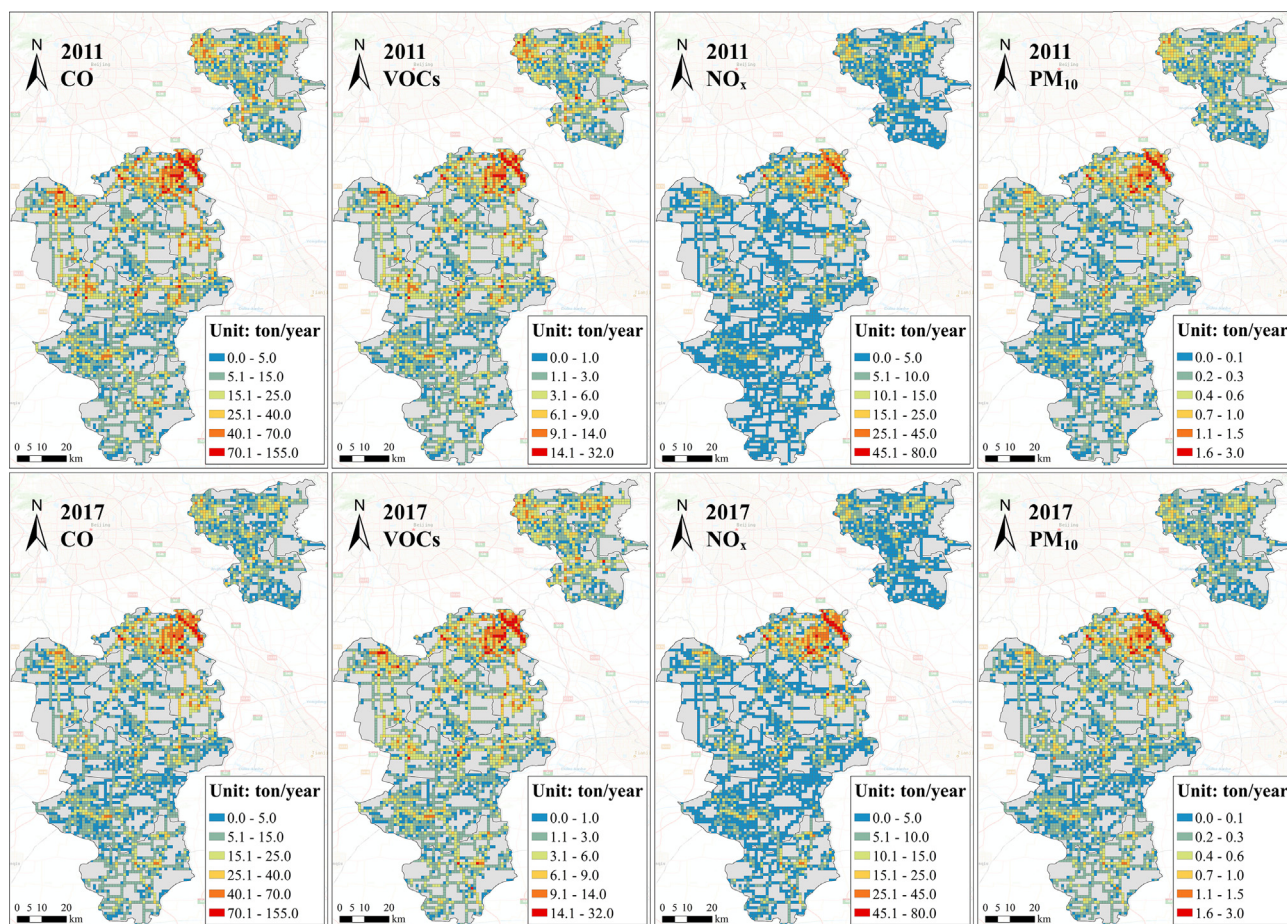 N
2011
CO
Beijing
Unit: ton/year
0.0 - 5.0
5.1 - 15.0
15.1 - 25.0
25.1 - 40.0
40.1 - 70.0
70.1 - 155.0
0 5 10 20
km
N
2011
VOCs
Beijing
Unit: ton/year
0.0 - 1.0
1.1 - 3.0
3.1 - 6.0
6.1 - 9.0
9.1 - 14.0
14.1 - 32.0
0 5 10 20
km
N
2011
NOₓ
Beijing
Unit: ton/year
0.0 - 5.0
5.1 - 10.0
10.1 - 15.0
15.1 - 25.0
25.1 - 45.0
45.1 - 80.0
0 5 10 20
km
N
2011
PM₁₀
Beijing
Unit: ton/year
0.0 - 0.1
0.2 - 0.3
0.4 - 0.6
0.7 - 1.0
1.1 - 1.5
1.6 - 3.0
0 5 10 20
km
N
2017
CO
Beijing
Unit: ton/year
0.0 - 5.0
5.1 - 15.0
15.1 - 25.0
25.1 - 40.0
40.1 - 70.0
70.1 - 155.0
0 5 10 20
km
N
2017
VOCs
Beijing
Unit: ton/year
0.0 - 1.0
1.1 - 3.0
3.1 - 6.0
6.1 - 9.0
9.1 - 14.0
14.1 - 32.0
0 5 10 20
km
N
2017
NOₓ
Beijing
Unit: ton/year
0.0 - 5.0
5.1 - 10.0
10.1 - 15.0
15.1 - 25.0
25.1 - 45.0
45.1 - 80.0
0 5 10 20
km
N
2017
PM₁₀
Beijing
Unit: ton/year
0.0 - 0.1
0.2 - 0.3
0.4 - 0.6
0.7 - 1.0
1.1 - 1.5
1.6 - 3.0
0 5 10 20
km